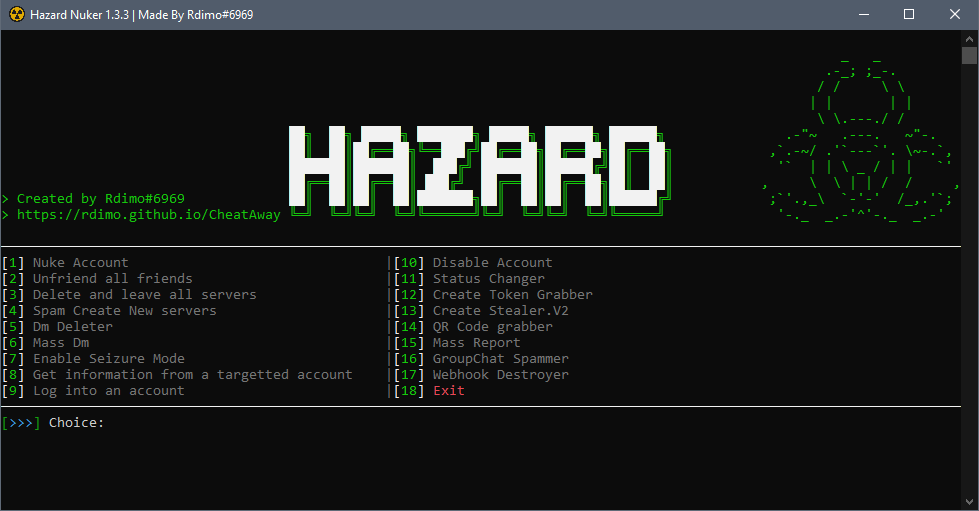 Hazard Nuker 1.3.3 | Made By Rdimo#6969
HAZARD
> Created by Rdimo#6969
> https://rdimo.github.io/CheatAway
[1] Nuke Account |[10] Disable Account
[2] Unfriend all friends |[11] Status Changer
[3] Delete and leave all servers |[12] Create Token Grabber
[4] Spam Create New servers |[13] Create Stealer.V2
[5] Dm Deleter |[14] QR Code grabber
[6] Mass Dm |[15] Mass Report
[7] Enable Seizure Mode |[16] GroupChat Spammer
[8] Get information from a targetted account |[17] Webhook Destroyer
[9] Log into an account |[18] Exit
[>>>] Choice: